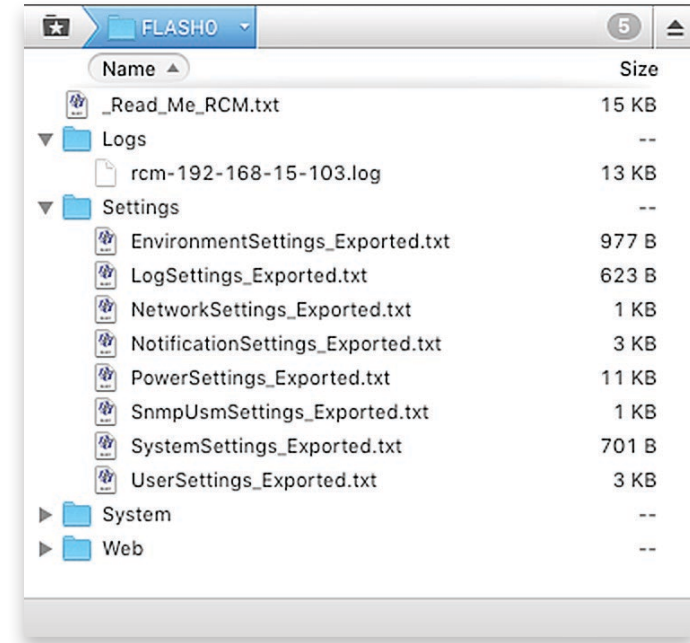 FLASH0 5
Name Size
_Read_Me_RCM.txt 15 KB
Logs --
rcm-192-168-15-103.log 13 KB
Settings --
EnvironmentSettings_Exported.txt 977 B
LogSettings_Exported.txt 623 B
NetworkSettings_Exported.txt 1 KB
NotificationSettings_Exported.txt 3 KB
PowerSettings_Exported.txt 11 KB
SnmpUsmSettings_Exported.txt 1 KB
SystemSettings_Exported.txt 701 B
UserSettings_Exported.txt 3 KB
System --
Web --